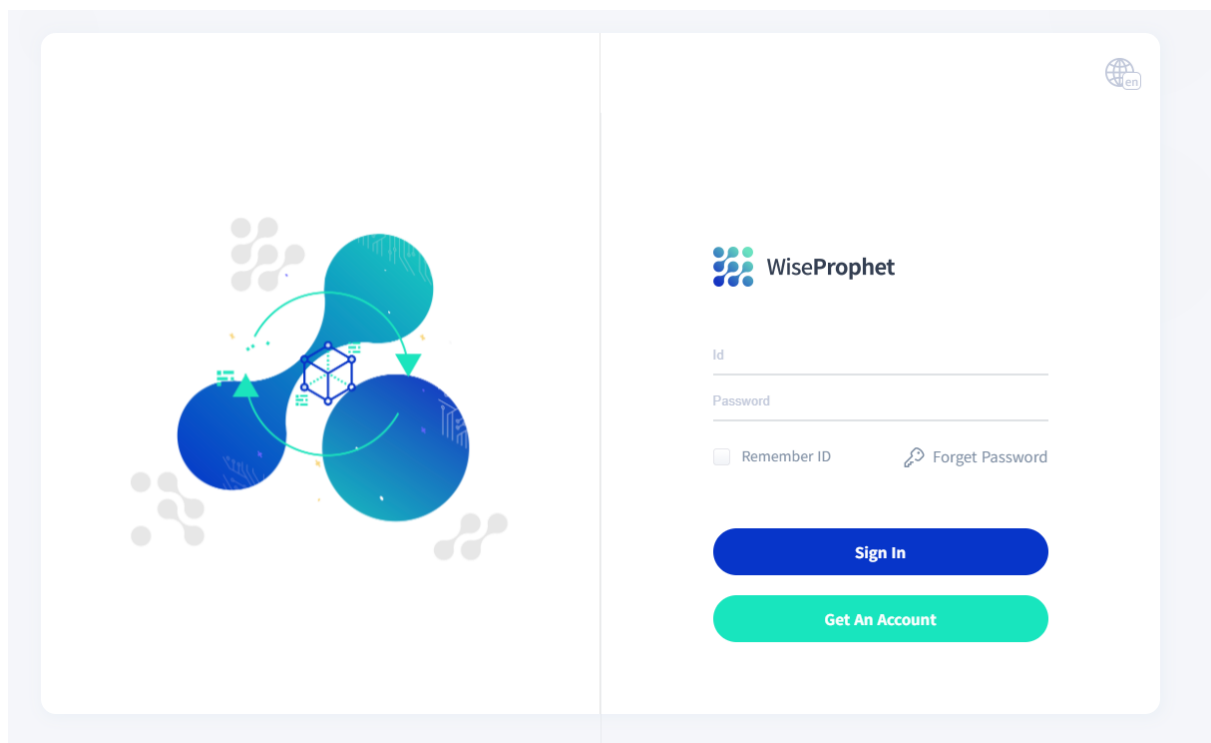 en
WiseProphet
Id
Password
Remember ID
Forget Password
Sign In
Get An Account